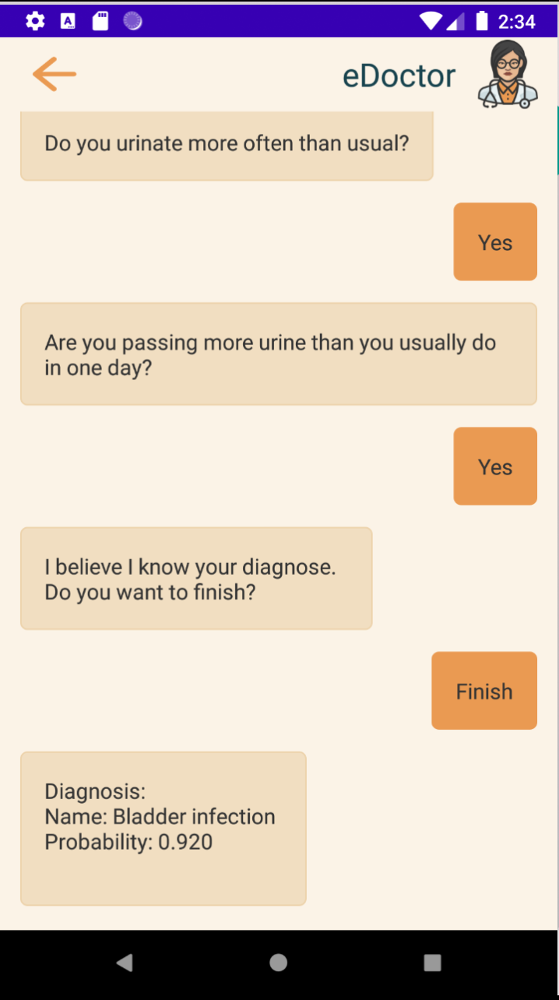 2:34
eDoctor
Do you urinate more often than usual?
Yes
Are you passing more urine than you usually do
in one day?
Yes
I believe I know your diagnose.
Do you want to finish?
Finish
Diagnosis:
Name: Bladder infection
Probability: 0.920